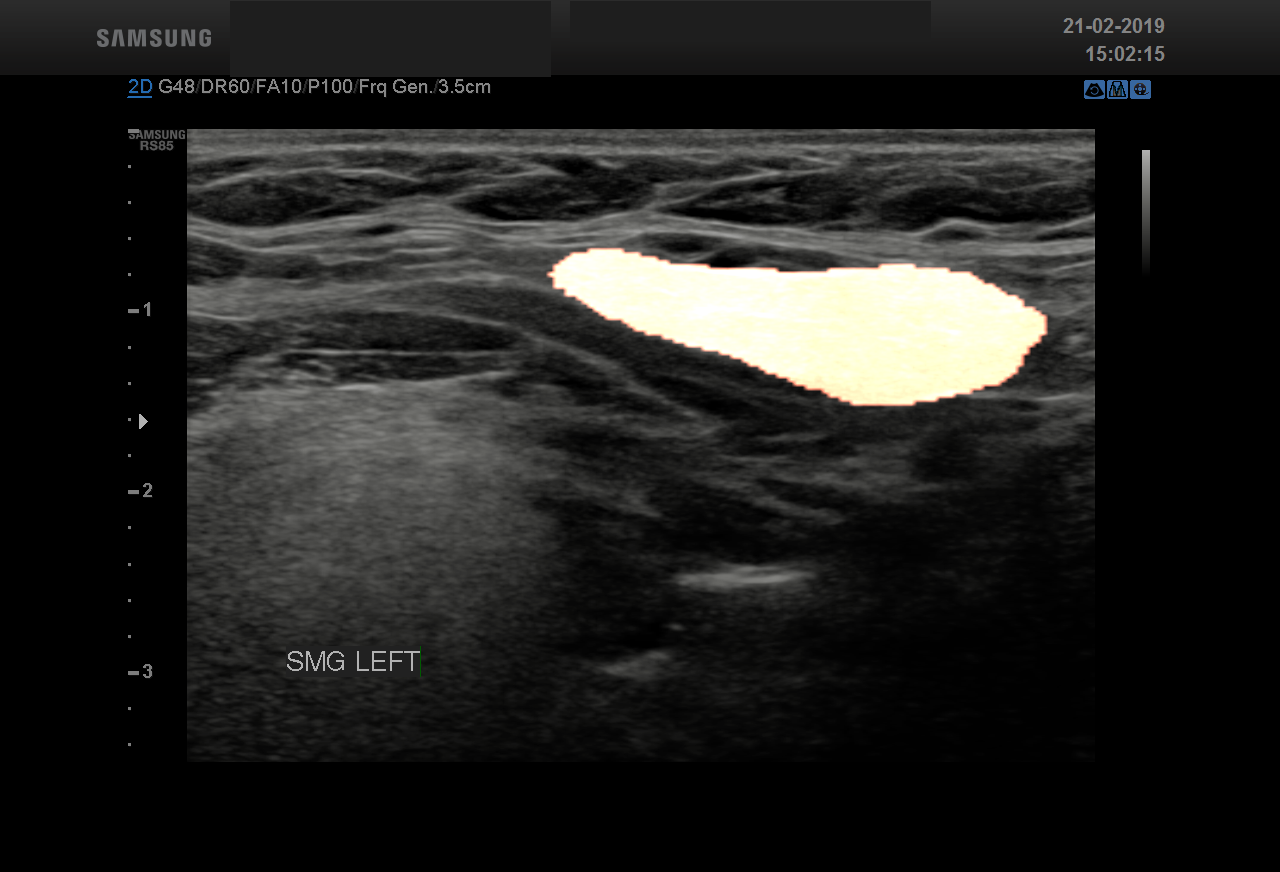 SAMSUNG
21-02-2019
15:02:15
2D G48/DR60/FA10/P100/Frq Gen./3.5cm
SAMSUNG
RS85
1
2
3
SMG LEFT